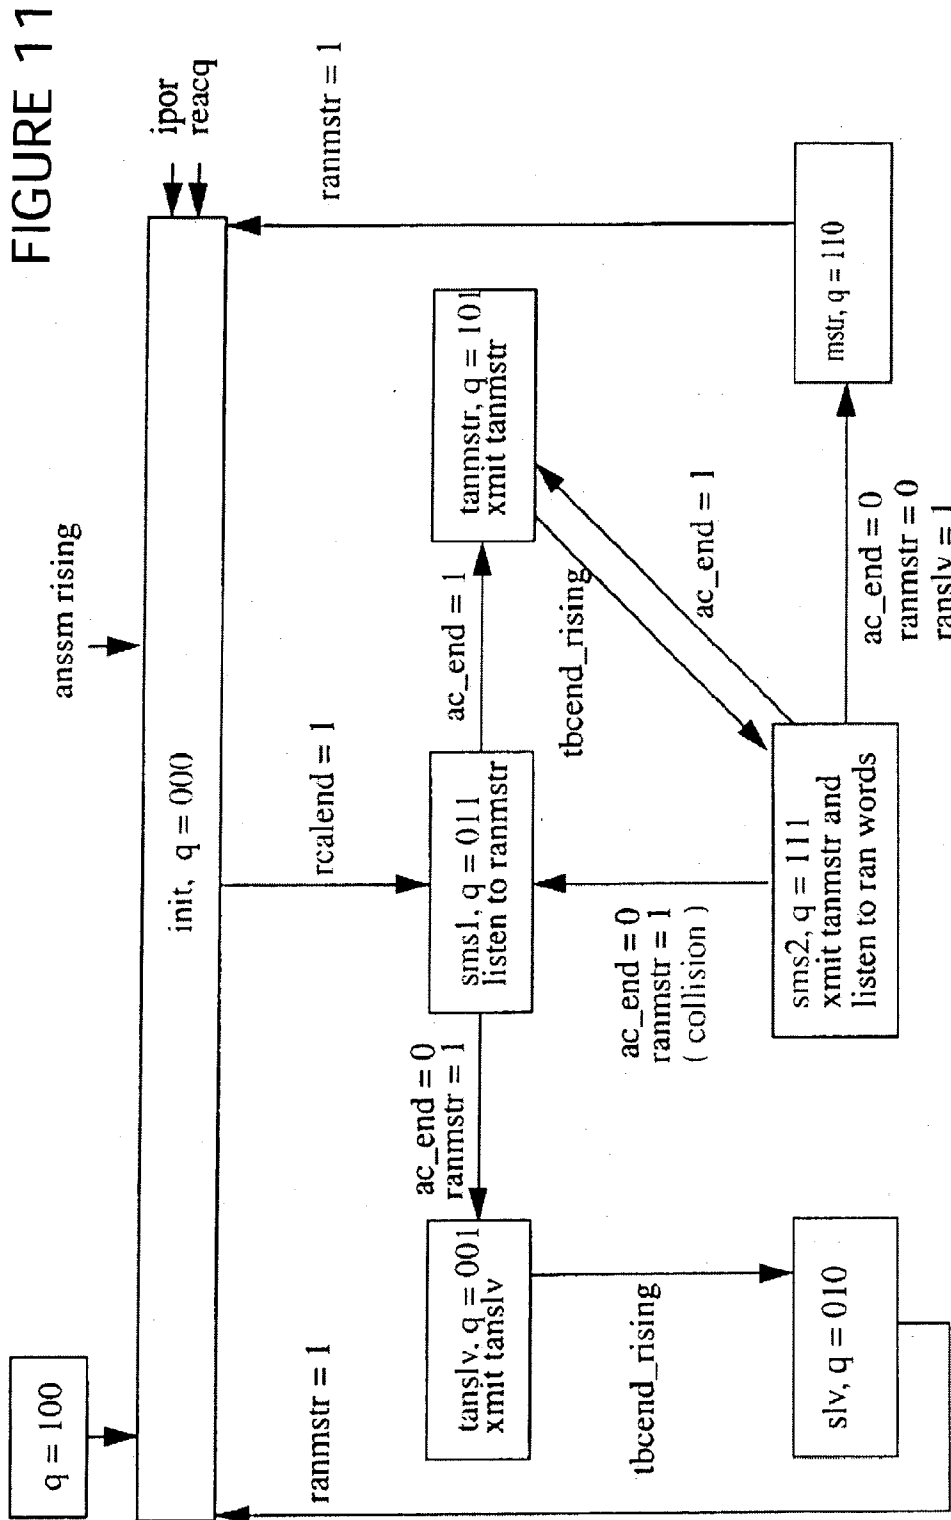 FIGURE 11
q = 100
anssm rising
init, q = 000
ipor
reacq
ranmstr = 1
rcalend = 1
ranmstr = 1
tanslv, q = 001
xmit tanslv
ac_end = 0
ranmstr = 1
sms1, q = 011
listen to ranmstr
ac_end = 1
tanmstr, q = 101
xmit tanmstr
tbcend_rising
ac_end = 0
ranmstr = 1
( collision )
tbcend_rising
ac_end = 1
slv, q = 010
sms2, q = 111
xmit tanmstr and
listen to ran words
ac_end = 0
ranmstr = 0
ranslv = 1
mstr, q = 110